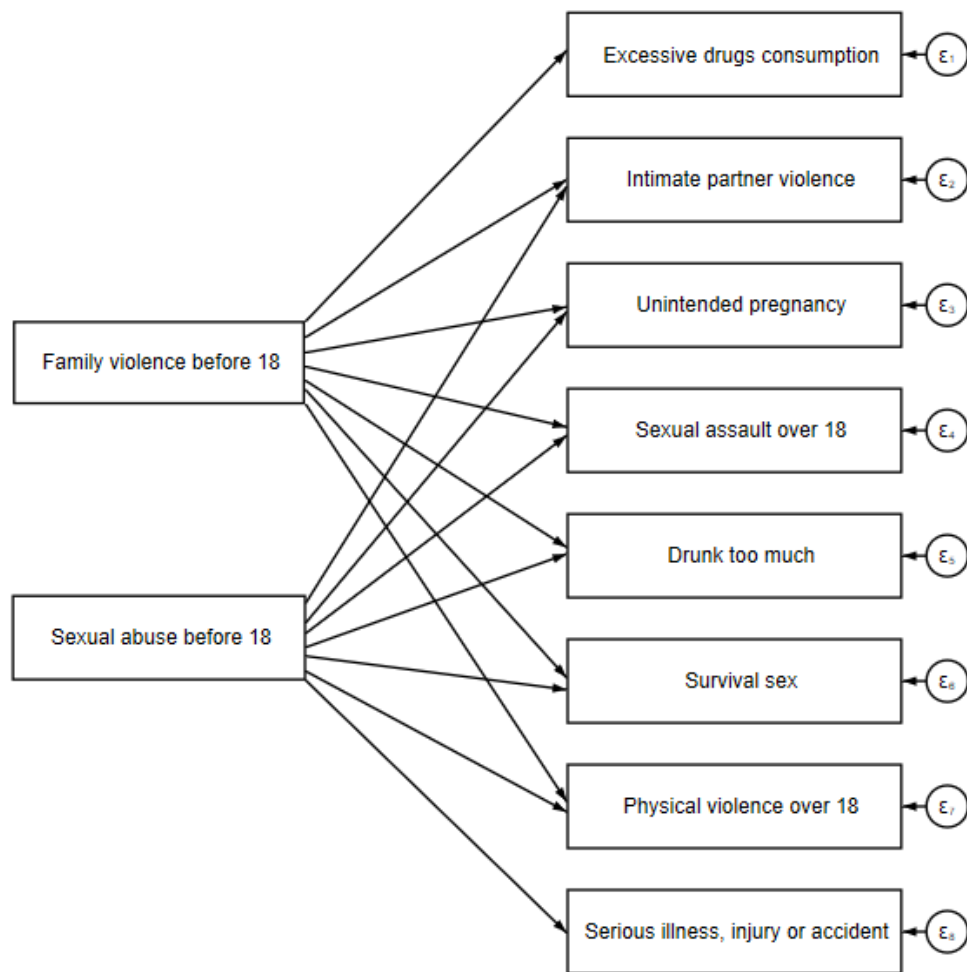 Excessive drugs consumption
ε₁
Intimate partner violence
ε₂
Unintended pregnancy
ε₃
Family violence before 18
Sexual assault over 18
ε₄
Drunk too much
ε₅
Sexual abuse before 18
Survival sex
ε₆
Physical violence over 18
ε₇
Serious illness, injury or accident
ε₈